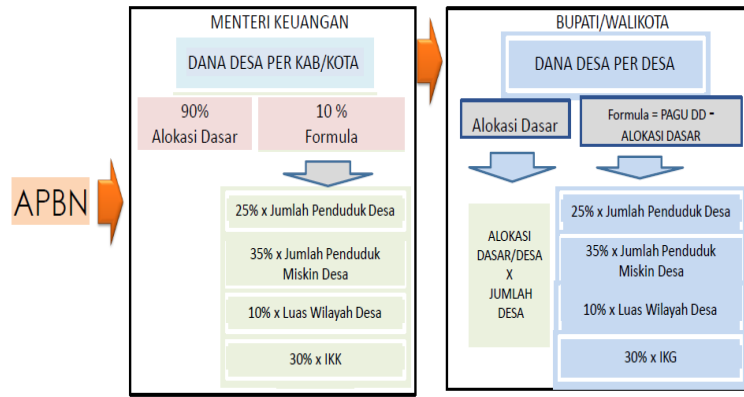 APBN
MENTERI KEUANGAN
DANA DESA PER KAB/KOTA
90%
Alokasi Dasar
10 %
Formula
25% x Jumlah Penduduk Desa
35% x Jumlah Penduduk
Miskin Desa
10% x Luas Wilayah Desa
30% x IKK
BUPATI/WALIKOTA
DANA DESA PER DESA
Alokasi Dasar
Formula = PAGU DD -
ALOKASI DASAR
ALOKASI
DASAR/DESA
X
JUMLAH
DESA
25% x Jumlah Penduduk Desa
35% x Jumlah Penduduk
Miskin Desa
10% x Luas Wilayah Desa
30% x IKG